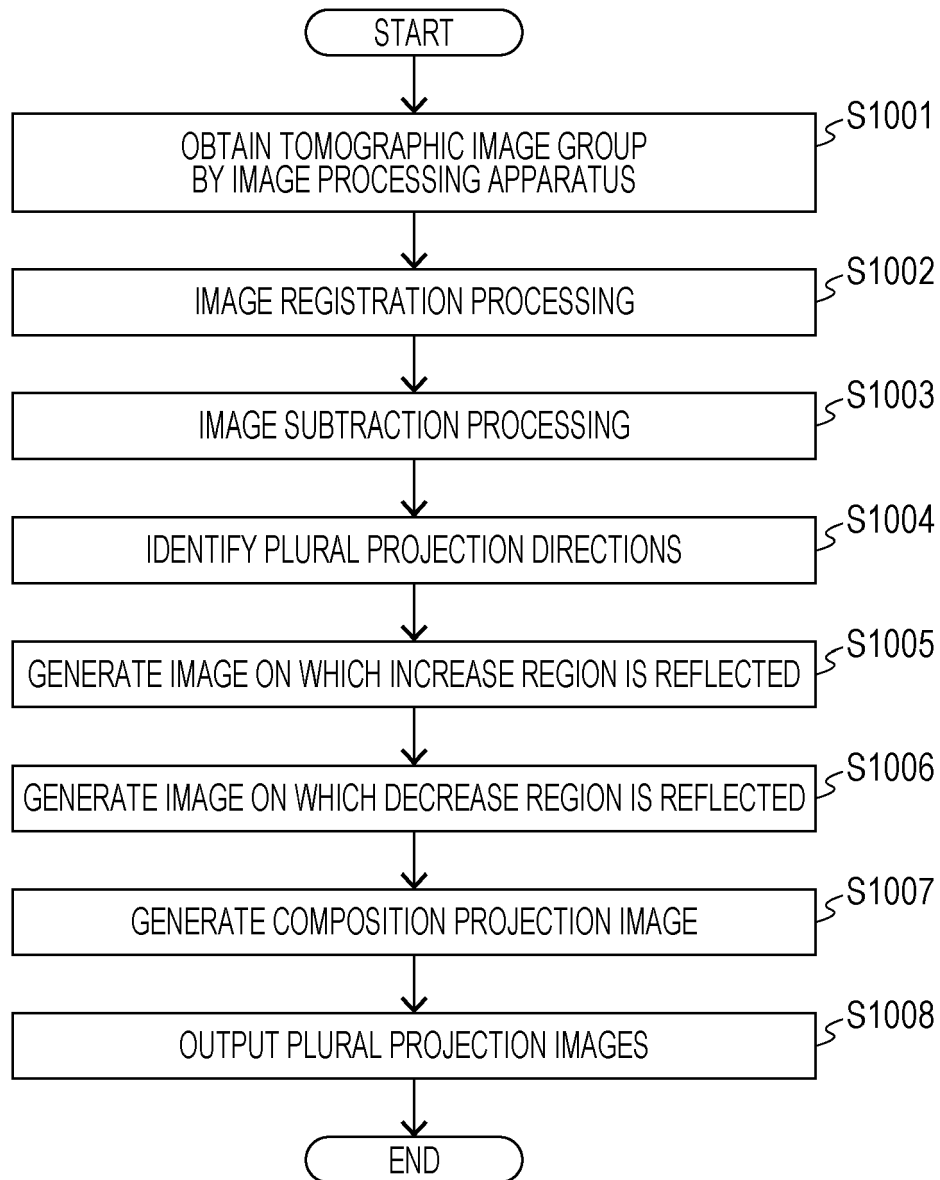 START
S1001
OBTAIN TOMOGRAPHIC IMAGE GROUP
BY IMAGE PROCESSING APPARATUS
S1002
IMAGE REGISTRATION PROCESSING
S1003
IMAGE SUBTRACTION PROCESSING
S1004
IDENTIFY PLURAL PROJECTION DIRECTIONS
S1005
GENERATE IMAGE ON WHICH INCREASE REGION IS REFLECTED
S1006
GENERATE IMAGE ON WHICH DECREASE REGION IS REFLECTED
S1007
GENERATE COMPOSITION PROJECTION IMAGE
S1008
OUTPUT PLURAL PROJECTION IMAGES
END